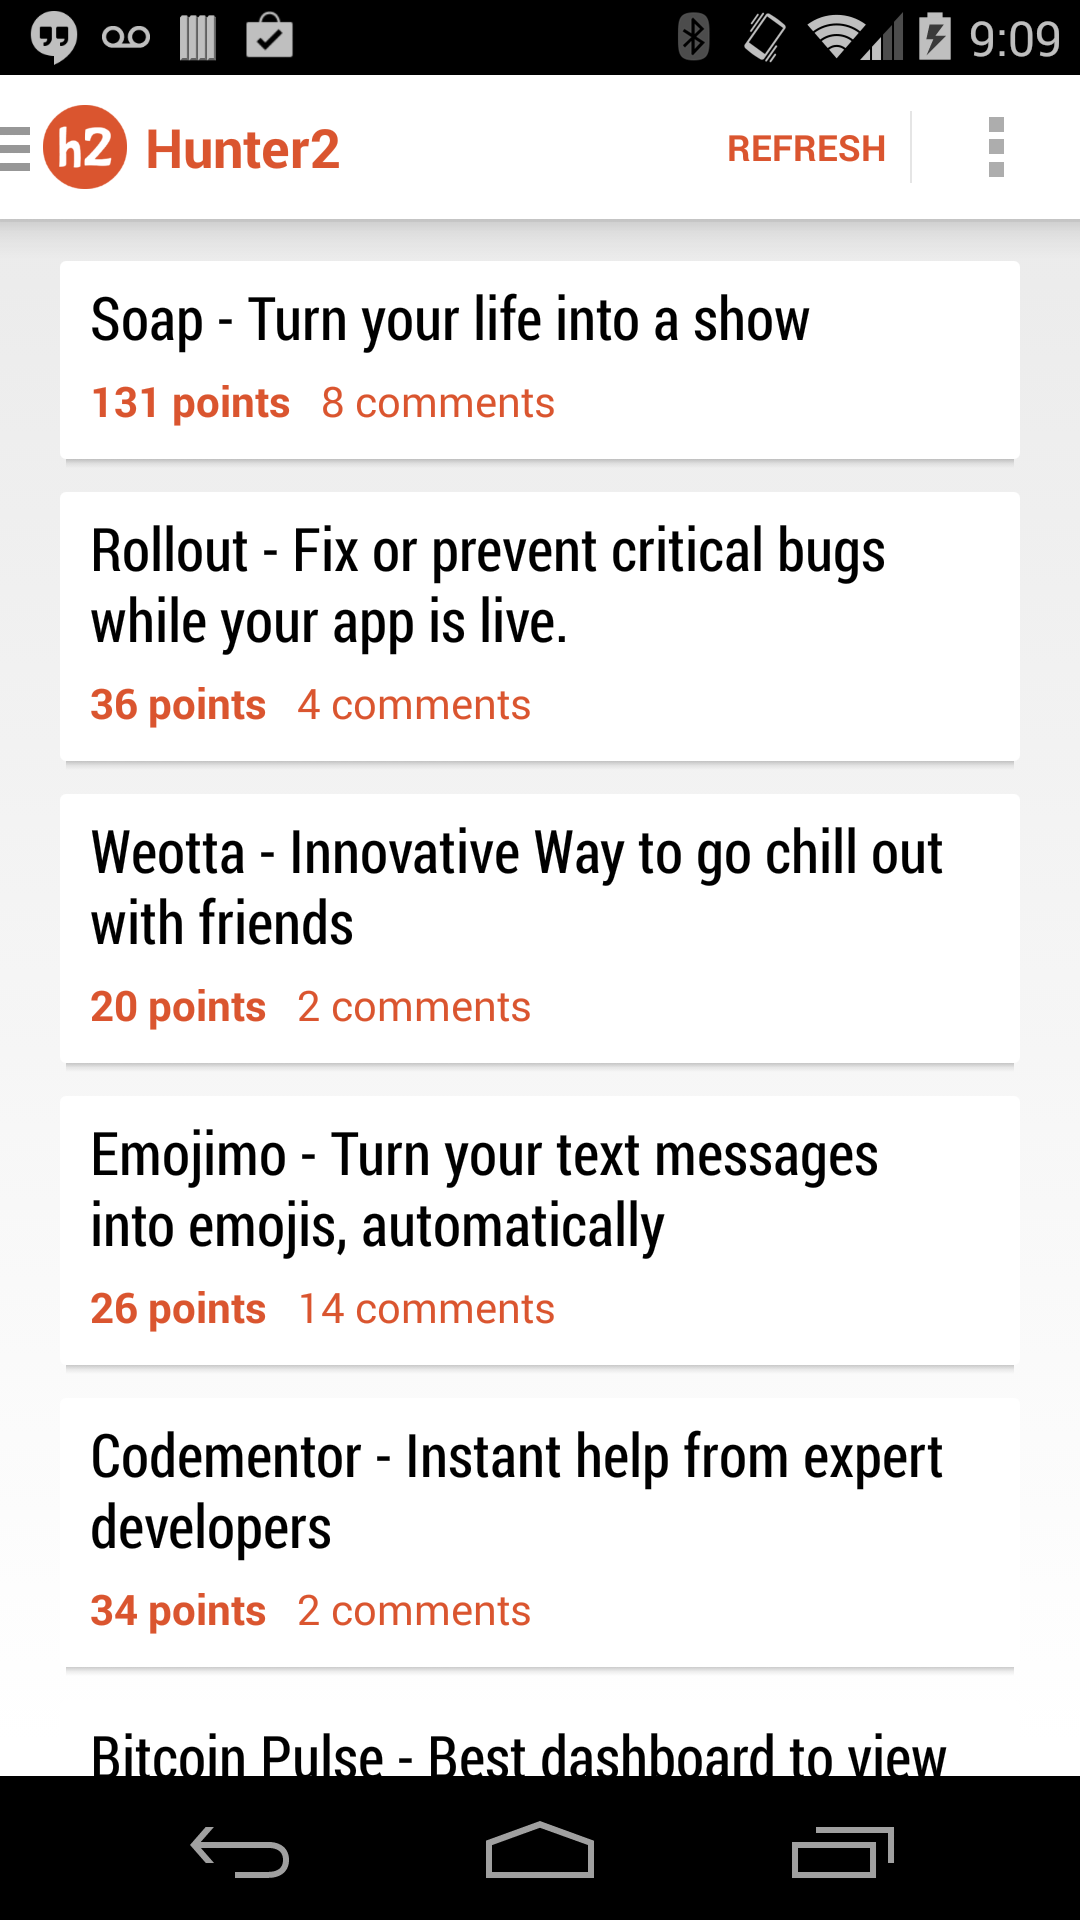 9:09
h2 Hunter2 REFRESH
Soap - Turn your life into a show
131 points 8 comments
Rollout - Fix or prevent critical bugs
while your app is live.
36 points 4 comments
Weotta - Innovative Way to go chill out
with friends
20 points 2 comments
Emojimo - Turn your text messages
into emojis, automatically
26 points 14 comments
Codementor - Instant help from expert
developers
34 points 2 comments
Bitcoin Pulse - Best dashboard to view